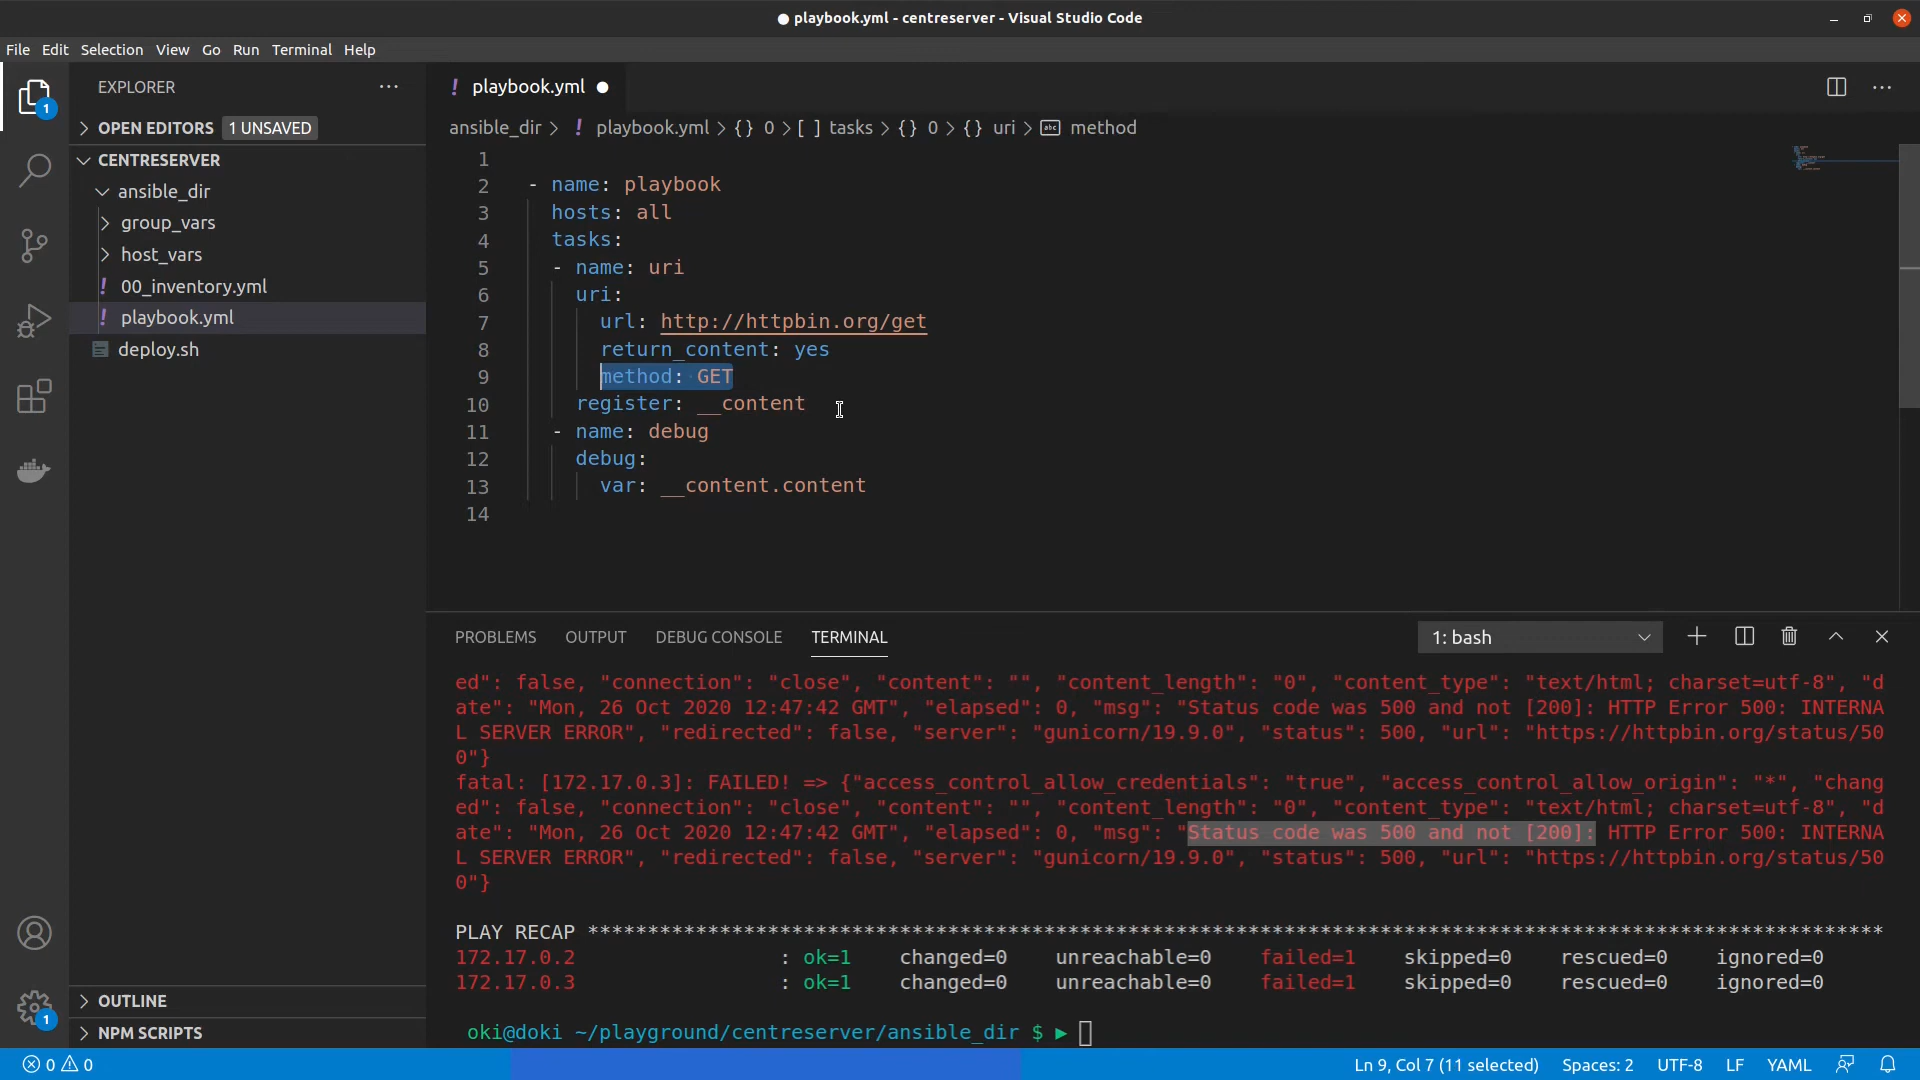 ● playbook.yml - centreserver - Visual Studio Code
File Edit Selection View Go Run Terminal Help
1
EXPLORER ···
OPEN EDITORS 1 UNSAVED
CENTRESERVER
ansible_dir
group_vars
host_vars
! 00_inventory.yml
! playbook.yml
deploy.sh
OUTLINE
NPM SCRIPTS
1
! playbook.yml ●
ansible_dir > ! playbook.yml > {} 0 > [ ] tasks > {} 0 > {} uri > abc method
1
2 - name: playbook
3 hosts: all
4 tasks:
5 - name: uri
6 uri:
7 url: http://httpbin.org/get
8 return_content: yes
9 method: GET
10 register: __content
11 - name: debug
12 debug:
13 var: __content.content
14
PROBLEMS OUTPUT DEBUG CONSOLE TERMINAL 1: bash
ed": false, "connection": "close", "content": "", "content_length": "0", "content_type": "text/html; charset=utf-8", "d
ate": "Mon, 26 Oct 2020 12:47:42 GMT", "elapsed": 0, "msg": "Status code was 500 and not [200]: HTTP Error 500: INTERNA
L SERVER ERROR", "redirected": false, "server": "gunicorn/19.9.0", "status": 500, "url": "https://httpbin.org/status/50
0"}
fatal: [172.17.0.3]: FAILED! => {"access_control_allow_credentials": "true", "access_control_allow_origin": "*", "chang
ed": false, "connection": "close", "content": "", "content_length": "0", "content_type": "text/html; charset=utf-8", "d
ate": "Mon, 26 Oct 2020 12:47:42 GMT", "elapsed": 0, "msg": "Status code was 500 and not [200]: HTTP Error 500: INTERNA
L SERVER ERROR", "redirected": false, "server": "gunicorn/19.9.0", "status": 500, "url": "https://httpbin.org/status/50
0"}
PLAY RECAP ************************************************************************************************************
172.17.0.2 : ok=1 changed=0 unreachable=0 failed=1 skipped=0 rescued=0 ignored=0
172.17.0.3 : ok=1 changed=0 unreachable=0 failed=1 skipped=0 rescued=0 ignored=0
oki@doki ~/playground/centreserver/ansible_dir $ ►
0 0 Ln 9, Col 7 (11 selected) Spaces: 2 UTF-8 LF YAML